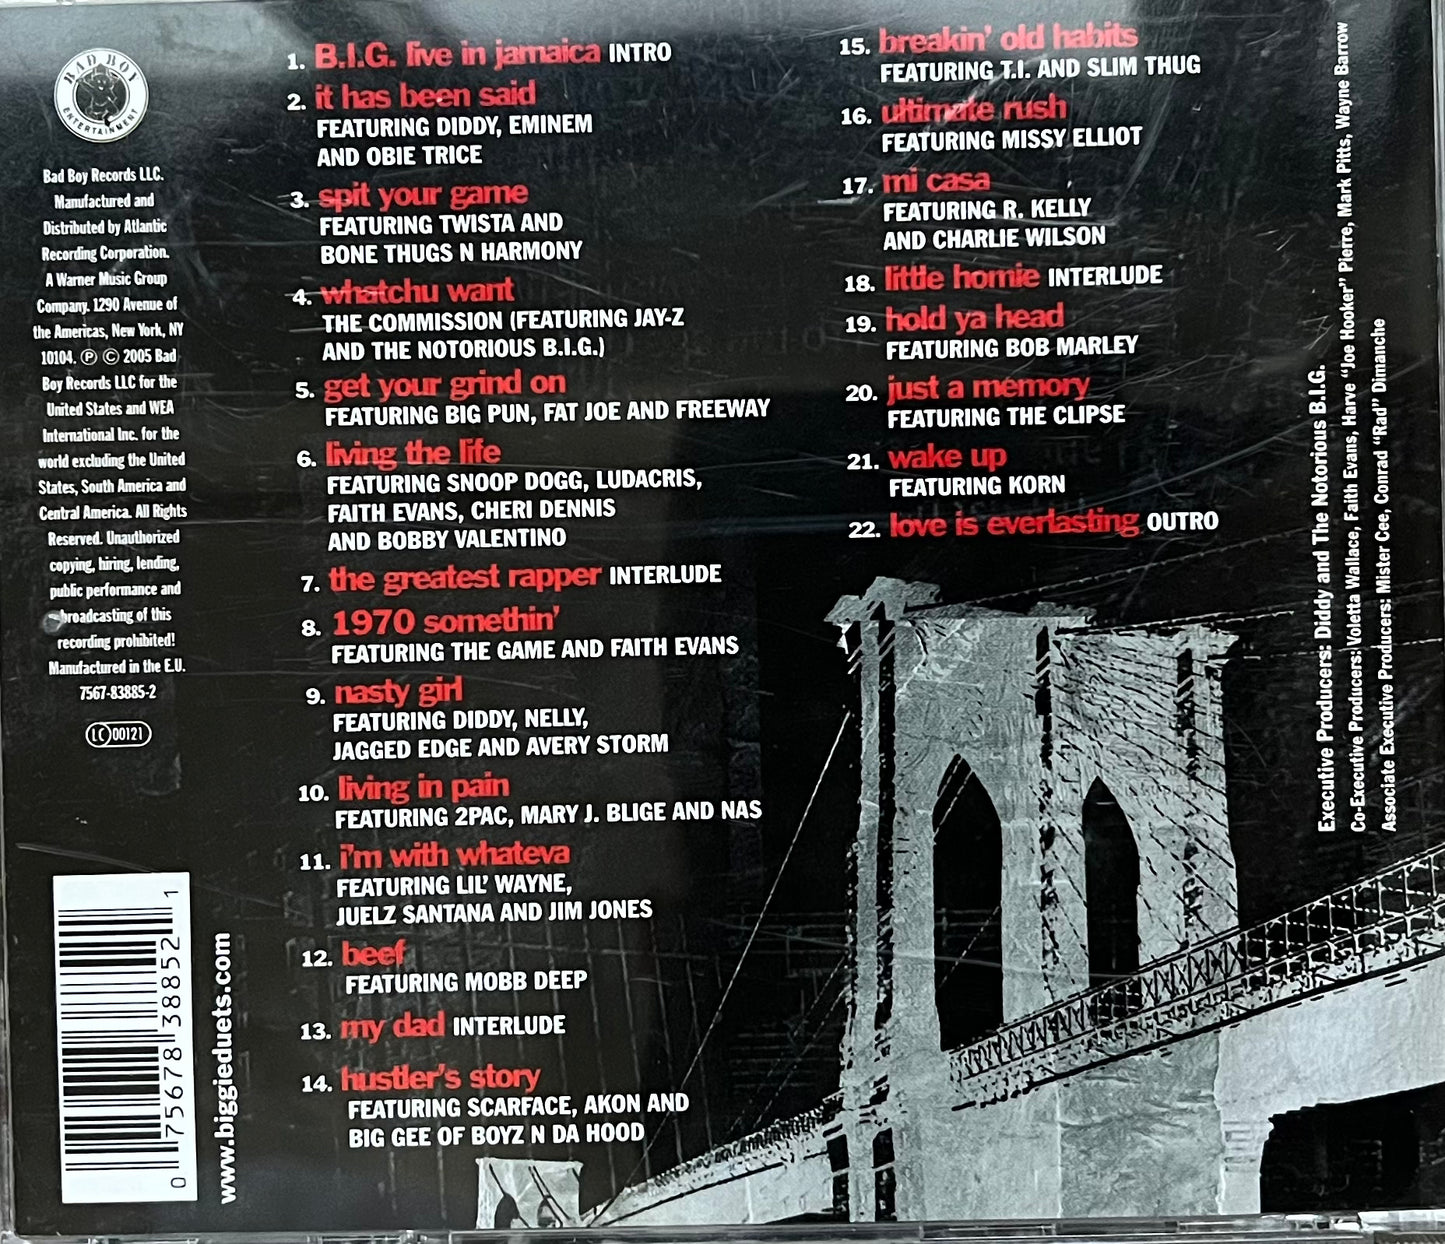 BAD BOY
ENTERTAINMENT
Bad Boy Records LLC.
Manufactured and
Distributed by Atlantic
Recording Corporation.
A Warner Music Group
Company. 1290 Avenue of
the Americas, New York, NY
10104. ℗ © 2005 Bad
Boy Records LLC for the
United States and WEA
International Inc. for the
world excluding the United
States, South America and
Central America. All Rights
Reserved. Unauthorized
copying, hiring, lending,
public performance and
broadcasting of this
recording prohibited!
Manufactured in the E.U.
7567-83885-2
LC 00121
0 75678 38852 1
www.biggieduets.com
1. B.I.G. live in jamaica INTRO
2. it has been said
FEATURING DIDDY, EMINEM
AND OBIE TRICE
3. spit your game
FEATURING TWISTA AND
BONE THUGS N HARMONY
4. whatchu want
THE COMMISSION (FEATURING JAY-Z
AND THE NOTORIOUS B.I.G.)
5. get your grind on
FEATURING BIG PUN, FAT JOE AND FREEWAY
6. living the life
FEATURING SNOOP DOGG, LUDACRIS,
FAITH EVANS, CHERI DENNIS
AND BOBBY VALENTINO
7. the greatest rapper INTERLUDE
8. 1970 somethin'
FEATURING THE GAME AND FAITH EVANS
9. nasty girl
FEATURING DIDDY, NELLY,
JAGGED EDGE AND AVERY STORM
10. living in pain
FEATURING 2PAC, MARY J. BLIGE AND NAS
11. i'm with whateva
FEATURING LIL' WAYNE,
JUELZ SANTANA AND JIM JONES
12. beef
FEATURING MOBB DEEP
13. my dad INTERLUDE
14. hustler's story
FEATURING SCARFACE, AKON AND
BIG GEE OF BOYZ N DA HOOD
15. breakin' old habits
FEATURING T.I. AND SLIM THUG
16. ultimate rush
FEATURING MISSY ELLIOT
17. mi casa
FEATURING R. KELLY
AND CHARLIE WILSON
18. little homie INTERLUDE
19. hold ya head
FEATURING BOB MARLEY
20. just a memory
FEATURING THE CLIPSE
21. wake up
FEATURING KORN
22. love is everlasting OUTRO
Executive Producers: Diddy and The Notorious B.I.G.
Co-Executive Producers: Voletta Wallace, Faith Evans, Harve "Joe Hooker" Pierre, Mark Pitts, Wayne Barrow
Associate Executive Producers: Mister Cee, Conrad "Rad" Dimanche